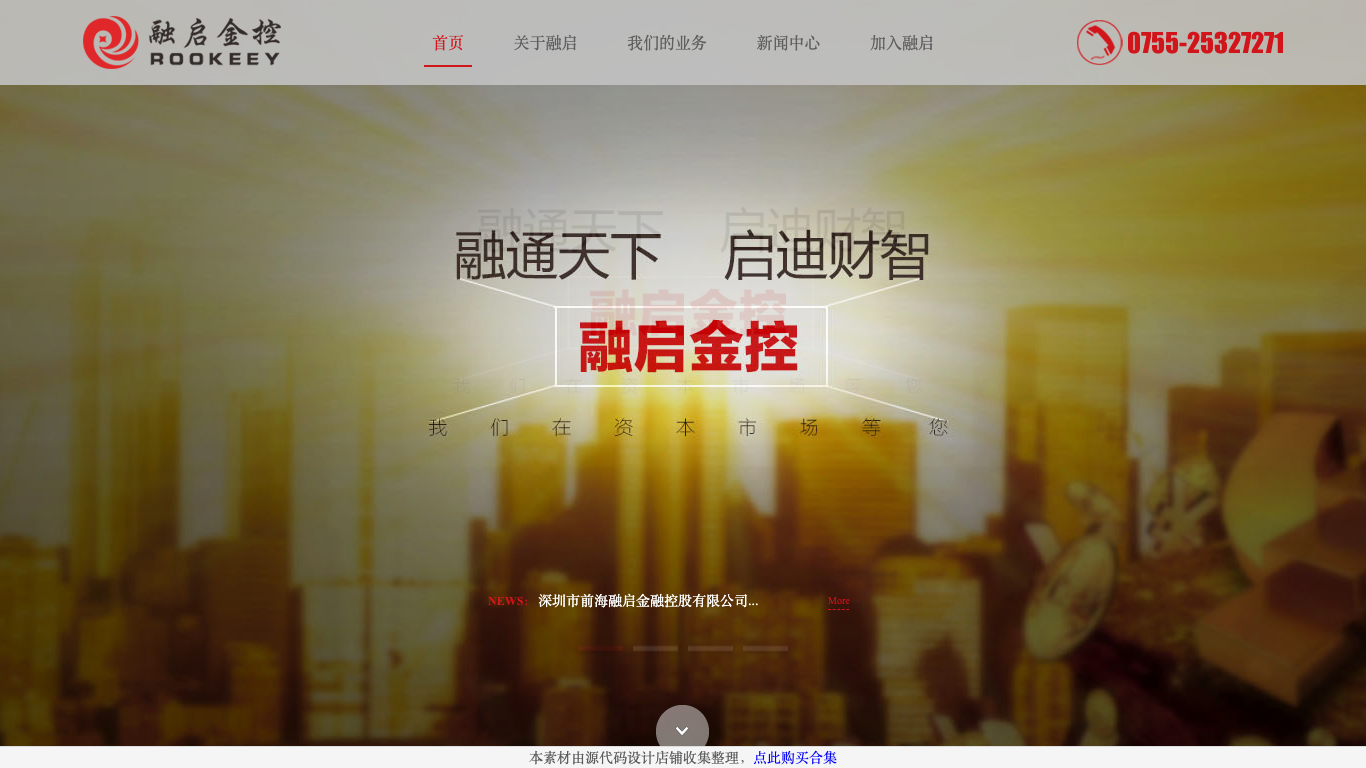 融启金控
ROOKEEY
首页
关于融启
我们的业务
新闻中心
加入融启
0755-25327271
融通天下 启迪财智
融启金控
我们在资本市场等您
NEWS: 深圳市前海融启金融控股有限公司... More
本素材由源代码设计店铺收集整理，点此购买合集